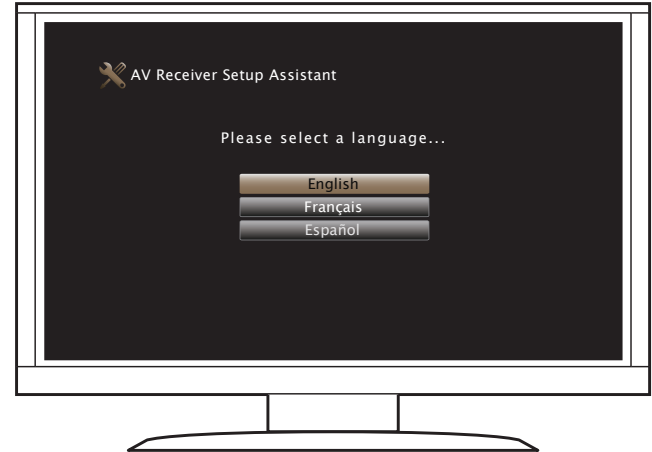 AV Receiver Setup Assistant
Please select a language...
English
Français
Español